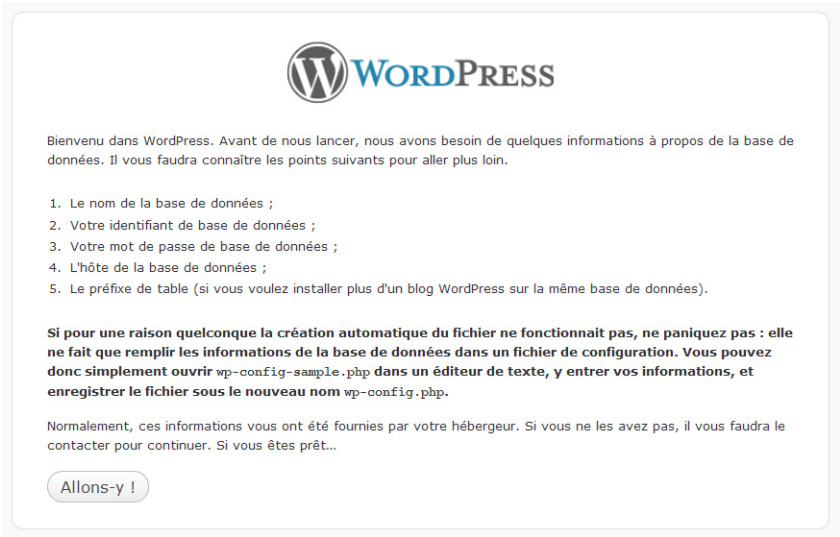 WORDPRESS
Bienvenu dans WordPress. Avant de nous lancer, nous avons besoin de quelques informations à propos de la base de
données. Il vous faudra connaître les points suivants pour aller plus loin.
1. Le nom de la base de données ;
2. Votre identifiant de base de données ;
3. Votre mot de passe de base de données ;
4. L'hôte de la base de données ;
5. Le préfixe de table (si vous voulez installer plus d'un blog WordPress sur la même base de données).
Si pour une raison quelconque la création automatique du fichier ne fonctionnait pas, ne paniquez pas : elle
ne fait que remplir les informations de la base de données dans un fichier de configuration. Vous pouvez
donc simplement ouvrir wp-config-sample.php dans un éditeur de texte, y entrer vos informations, et
enregistrer le fichier sous le nouveau nom wp-config.php.
Normalement, ces informations vous ont été fournies par votre hébergeur. Si vous ne les avez pas, il vous faudra le
contacter pour continuer. Si vous êtes prêt…
Allons-y !